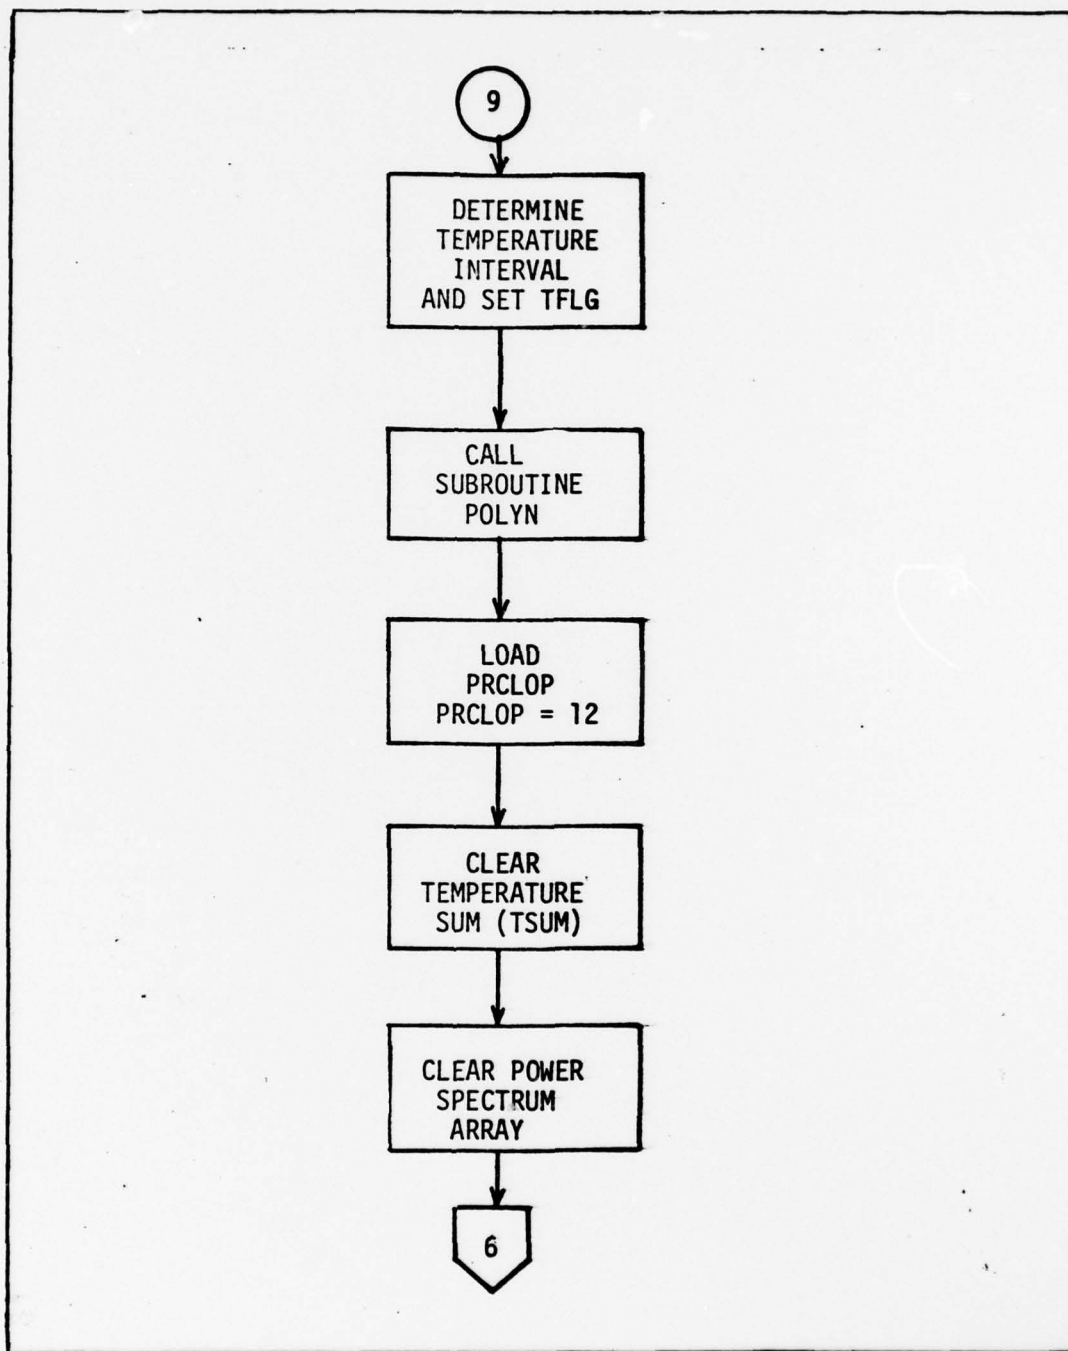 9
DETERMINE
TEMPERATURE
INTERVAL
AND SET TFLG
CALL
SUBROUTINE
POLYN
LOAD
PRCLOP
PRCLOP = 12
CLEAR
TEMPERATURE
SUM (TSUM)
CLEAR POWER
SPECTRUM
ARRAY
6